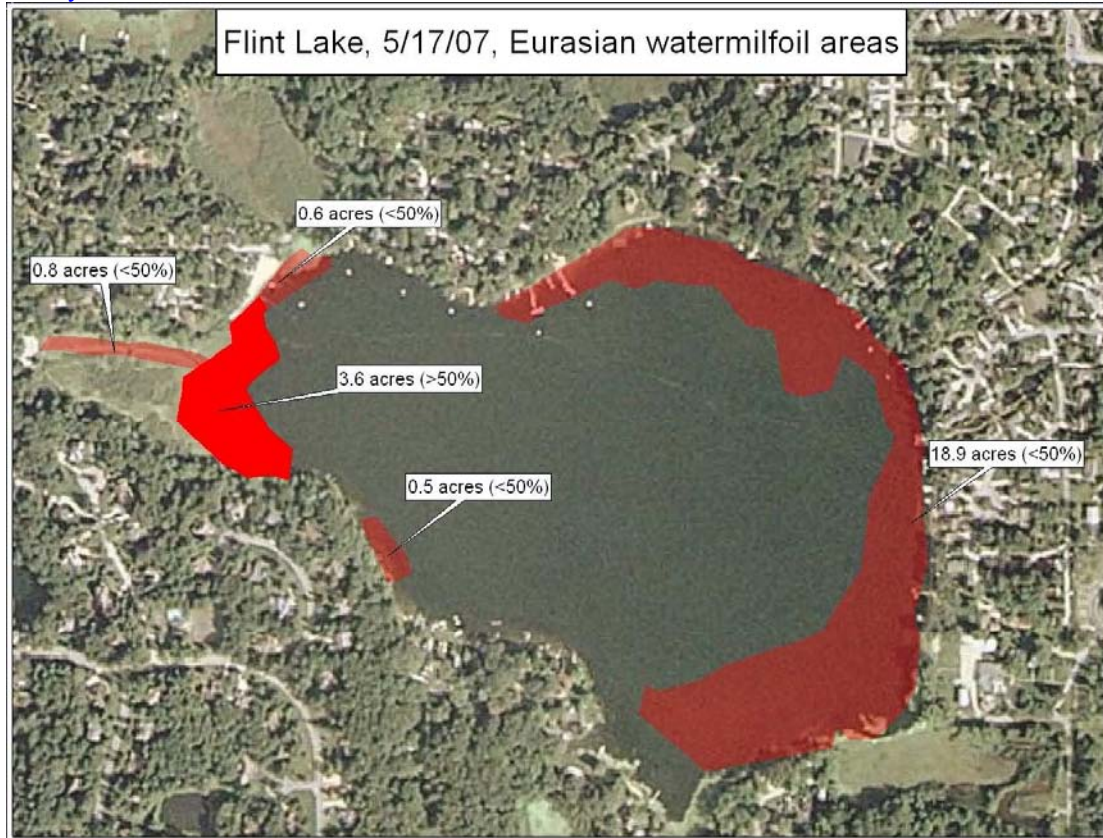 Flint Lake, 5/17/07, Eurasian watermilfoil areas
0.6 acres (<50%)
0.8 acres (<50%)
3.6 acres (>50%)
18.9 acres (<50%)
0.5 acres (<50%)